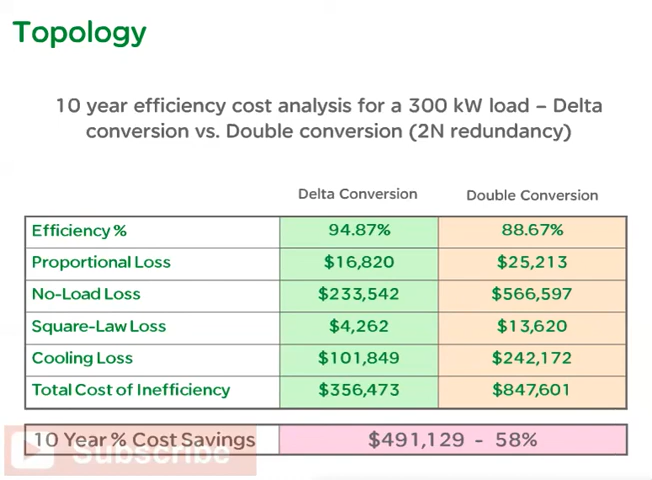 Topology
10 year efficiency cost analysis for a 300 kW load – Delta
conversion vs. Double conversion (2N redundancy)
Delta Conversion Double Conversion
Efficiency % 94.87% 88.67%
Proportional Loss $16,820 $25,213
No-Load Loss $233,542 $566,597
Square-Law Loss $4,262 $13,620
Cooling Loss $101,849 $242,172
Total Cost of Inefficiency $356,473 $847,601
10 Year % Cost Savings $491,129 - 58%
Subscribe